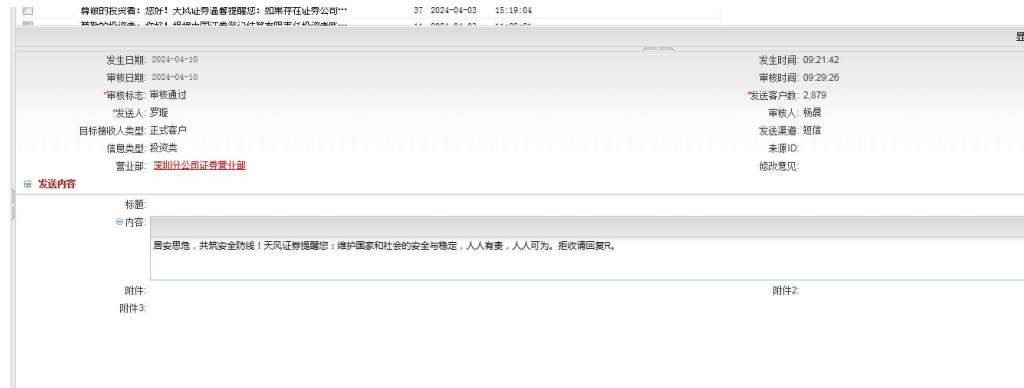 尊敬的投资者：您好！天风证券温馨提醒您：如果存在证券公司… 37 2024-04-03 15:19:04
发生日期: 2024-04-10 发生时间: 09:21:42
审核日期: 2024-04-10 审核时间: 09:29:26
*审核标志: 审核通过 *发送客户数: 2,879
*发送人: 罗璇 审核人: 杨晨
目标接收人类型: 正式客户 发送渠道: 短信
信息类型: 投资类 来源ID:
营业部: 深圳分公司证券营业部 修改意见:
发送内容
标题:
内容:
居安思危，共筑安全防线！天风证券提醒您：维护国家和社会的安全与稳定，人人有责，人人可为。拒收请回复R。
附件: 附件2:
附件3: